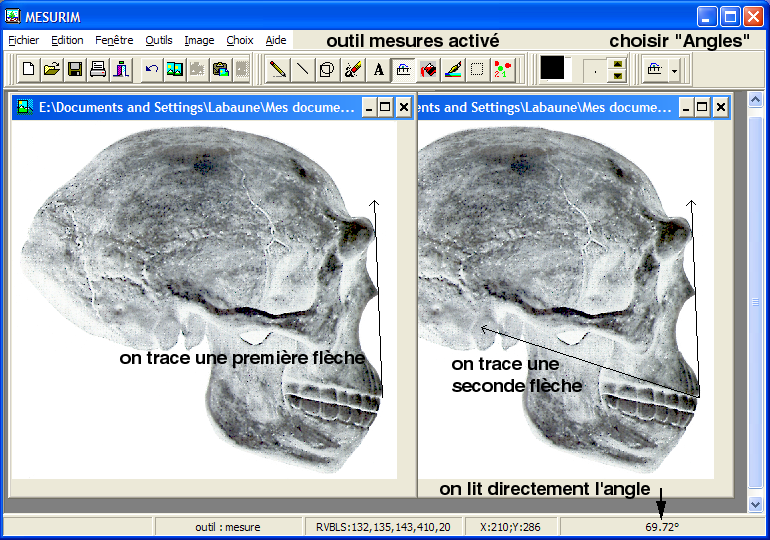 MESURIM
Fichier Edition Fenêtre Outils Image Choix Aide
outil mesures activé
choisir "Angles"
E:\Documents and Settings\Labaune\Mes docume...
ents and Settings\Labaune\Mes docume...
on trace une première flèche
on trace une
seconde flèche
on lit directement l'angle
outil : mesure RVBLS:132,135,143,410,20 X:210;Y:286 69.72°